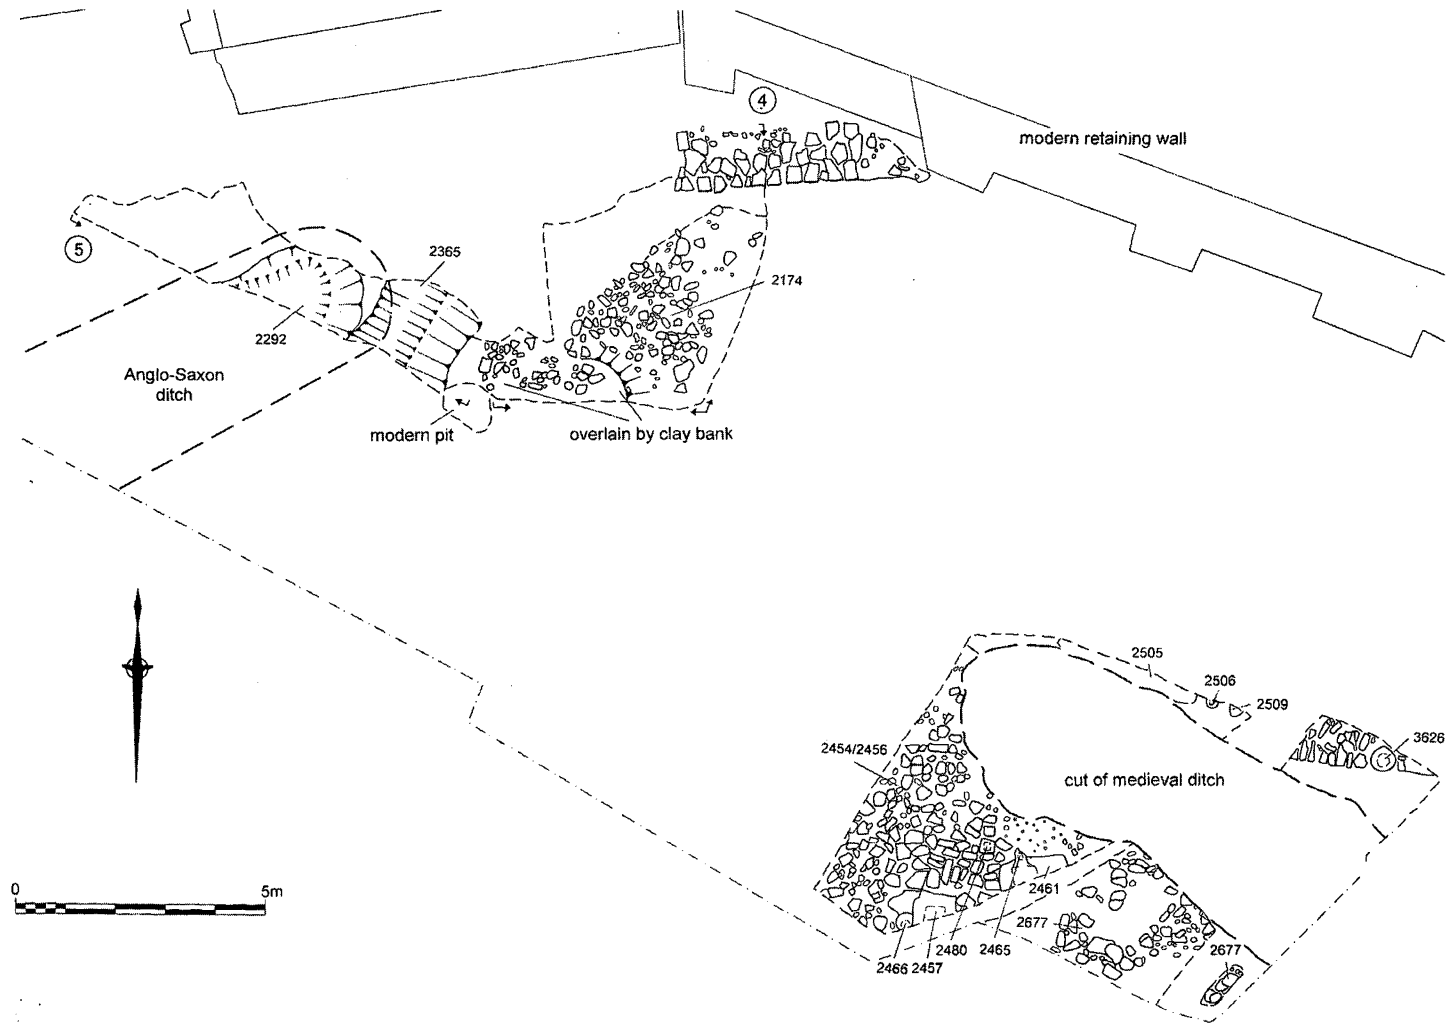 4
modern retaining wall
5
2365
2174
2292
Anglo-Saxon
ditch
modern pit
overlain by clay bank
2505
2506
2509
3626
2454/2456
cut of medieval ditch
0
5m
2461
2677
2480
2465
2677
2466
2457